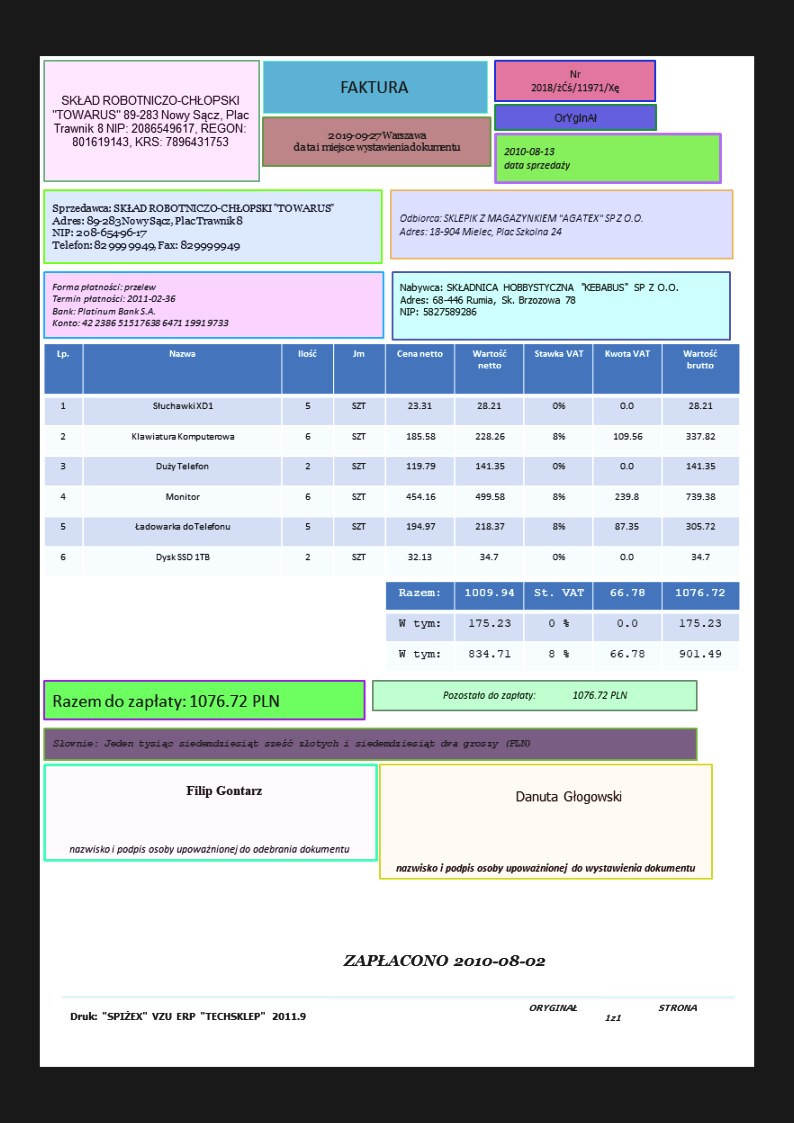 SKŁAD ROBOTNICZO-CHŁOPSKI
"TOWARUS" 89-283 Nowy Sącz, Plac
Trawnik 8 NIP: 2086549617, REGON:
801619143, KRS: 7896431753
FAKTURA
2019-09-27 Warszawa
data i miejsce wystawienia dokumentu
Nr
2018/żĆś/11971/Xę
OrYgInAł
2010-08-13
data sprzedaży
Sprzedawca: SKŁAD ROBOTNICZO-CHŁOPSKI "TOWARUS"
Adres: 89-283 Nowy Sącz, Plac Trawnik 8
NIP: 208-654-96-17
Telefon: 82 999 9949, Fax: 829999949
Odbiorca: SKLEPIK Z MAGAZYNKIEM "AGATEX" SP Z O.O.
Adres: 18-904 Mielec, Plac Szkolna 24
Forma płatności: przelew
Termin płatności: 2011-02-36
Bank: Platinum Bank S.A.
Konto: 42 2386 5151 7638 6471 1991 9733
Nabywca: SKŁADNICA HOBBYSTYCZNA "KEBABUS" SP Z O.O.
Adres: 68-446 Rumia, Sk. Brzozowa 78
NIP: 5827589286
Lp. Nazwa Ilość Jm Cena netto Wartość netto Stawka VAT Kwota VAT Wartość brutto
1 Słuchawki XD1 5 SZT 23.31 28.21 0% 0.0 28.21
2 Klawiatura Komputerowa 6 SZT 185.58 228.26 8% 109.56 337.82
3 Duży Telefon 2 SZT 119.79 141.35 0% 0.0 141.35
4 Monitor 6 SZT 454.16 499.58 8% 239.8 739.38
5 Ładowarka do Telefonu 5 SZT 194.97 218.37 8% 87.35 305.72
6 Dysk SSD 1TB 2 SZT 32.13 34.7 0% 0.0 34.7
Razem: 1009.94 St. VAT 66.78 1076.72
W tym: 175.23 0 % 0.0 175.23
W tym: 834.71 8 % 66.78 901.49
Razem do zapłaty: 1076.72 PLN
Pozostało do zapłaty: 1076.72 PLN
Słownie: Jeden tysiąc siedemdziesiąt sześć złotych i siedemdziesiąt dwa groszy (PLN)
Filip Gontarz
nazwisko i podpis osoby upoważnionej do odebrania dokumentu
Danuta Głogowski
nazwisko i podpis osoby upoważnionej do wystawienia dokumentu
ZAPŁACONO 2010-08-02
Druk: "SPIŻEX" VZU ERP "TECHSKLEP" 2011.9
ORYGINAŁ STRONA
1z1